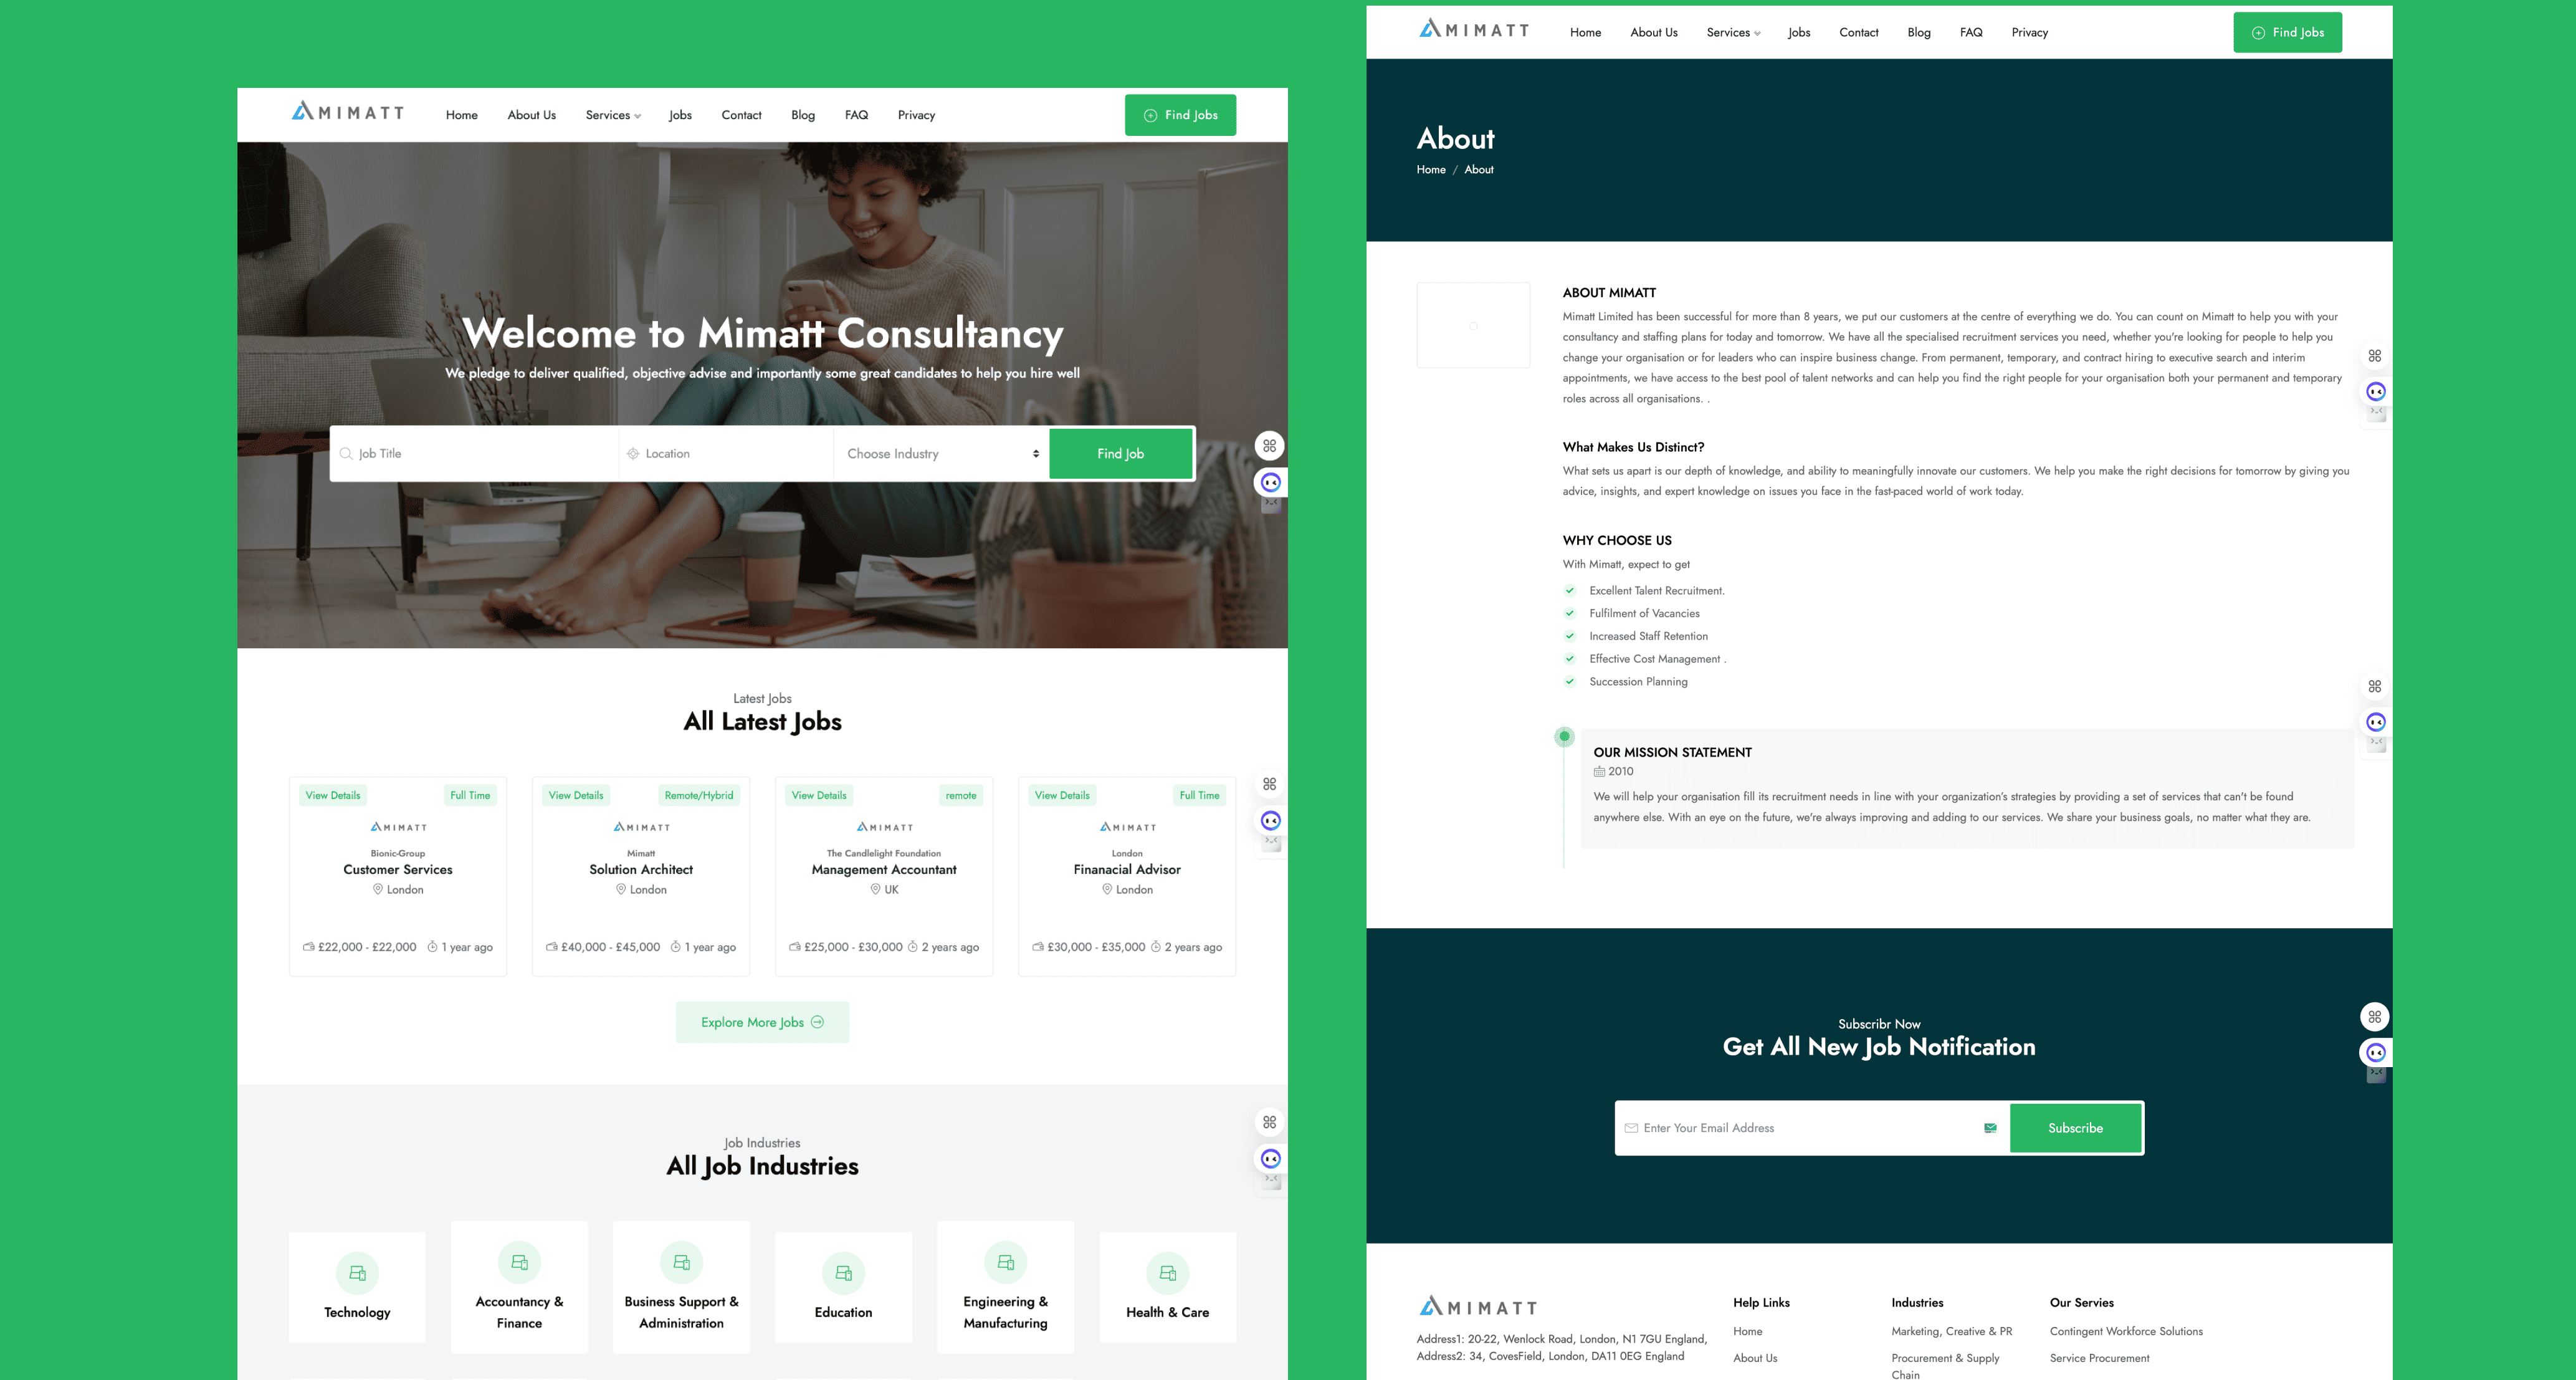 MIMATT
Home About Us Services Jobs Contact Blog FAQ Privacy
Find Jobs
Welcome to Mimatt Consultancy
We pledge to deliver qualified, objective advise and importantly some great candidates to help you hire well
Job Title
Location
Choose Industry
Find Job
Latest Jobs
All Latest Jobs
View Details Full Time
MIMATT
Bionic-Group
Customer Services
London
£22,000 - £22,000 1 year ago
View Details Remote/Hybrid
MIMATT
Mimatt
Solution Architect
London
£40,000 - £45,000 1 year ago
View Details remote
MIMATT
The Candlelight Foundation
Management Accountant
UK
£25,000 - £30,000 2 years ago
View Details Full Time
MIMATT
London
Finanacial Advisor
London
£30,000 - £35,000 2 years ago
Explore More Jobs
Job Industries
All Job Industries
Technology
Accountancy &
Finance
Business Support &
Administration
Education
Engineering &
Manufacturing
Health & Care
MIMATT
Home About Us Services Jobs Contact Blog FAQ Privacy
Find Jobs
About
Home / About
ABOUT MIMATT
Mimatt Limited has been successful for more than 8 years, we put our customers at the centre of everything we do. You can count on Mimatt to help you with your
consultancy and staffing plans for today and tomorrow. We have all the specialised recruitment services you need, whether you're looking for people to help you
change your organisation or for leaders who can inspire business change. From permanent, temporary, and contract hiring to executive search and interim
appointments, we have access to the best pool of talent networks and can help you find the right people for your organisation both your permanent and temporary
roles across all organisations. .
What Makes Us Distinct?
What sets us apart is our depth of knowledge, and ability to meaningfully innovate our customers. We help you make the right decisions for tomorrow by giving you
advice, insights, and expert knowledge on issues you face in the fast-paced world of work today.
WHY CHOOSE US
With Mimatt, expect to get
Excellent Talent Recruitment.
Fulfilment of Vacancies
Increased Staff Retention
Effective Cost Management .
Succession Planning
OUR MISSION STATEMENT
2010
We will help your organisation fill its recruitment needs in line with your organization's strategies by providing a set of services that can't be found
anywhere else. With an eye on the future, we're always improving and adding to our services. We share your business goals, no matter what they are.
Subscribr Now
Get All New Job Notification
Enter Your Email Address
Subscribe
MIMATT
Address1: 20-22, Wenlock Road, London, N1 7GU England,
Address2: 34, CovesField, London, DA11 0EG England
Help Links
Home
About Us
Industries
Marketing, Creative & PR
Procurement & Supply
Chain
Our Servies
Contingent Workforce Solutions
Service Procurement